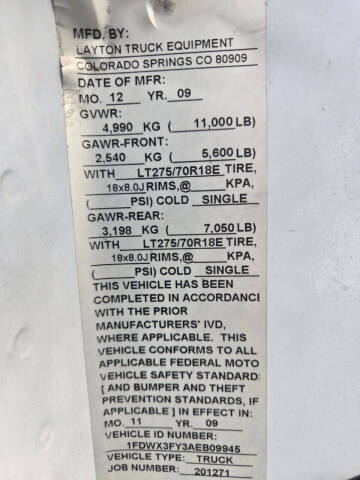 MFD. BY:
LAYTON TRUCK EQUIPMENT
COLORADO SPRINGS CO 80909
DATE OF MFR:
MO. 12 YR. 09
GVWR:
4,990 KG ( 11,000 LB)
GAWR-FRONT:
2,540 KG ( 5,600 LB)
WITH LT275/70R18E TIRE,
18x8.0J RIMS,@ KPA,
( PSI) COLD SINGLE
GAWR-REAR:
3,198 KG ( 7,050 LB)
WITH LT275/70R18E TIRE,
18x8.0J RIMS,@ KPA,
( PSI) COLD SINGLE
THIS VEHICLE HAS BEEN
COMPLETED IN ACCORDANC
WITH THE PRIOR
MANUFACTURERS' IVD,
WHERE APPLICABLE. THIS
VEHICLE CONFORMS TO ALL
APPLICABLE FEDERAL MOTO
VEHICLE SAFETY STANDARD
[ AND BUMPER AND THEFT
PREVENTION STANDARDS, IF
APPLICABLE ] IN EFFECT IN:
MO. 11 YR. 09
VEHICLE ID NUMBER:
1FDWX3FY3AEB09945
VEHICLE TYPE: TRUCK
JOB NUMBER: 201271